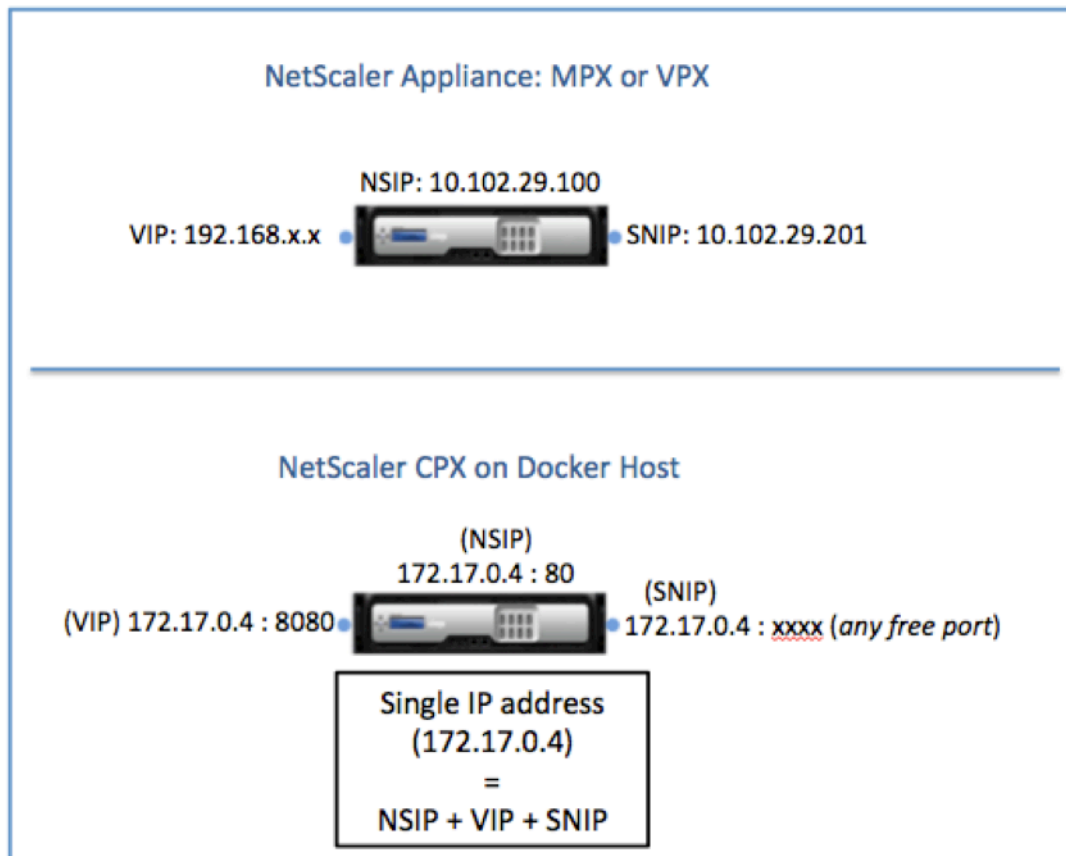 NetScaler Appliance: MPX or VPX
NSIP: 10.102.29.100
VIP: 192.168.x.x
SNIP: 10.102.29.201
NetScaler CPX on Docker Host
(NSIP)
172.17.0.4 : 80
(VIP) 172.17.0.4 : 8080
(SNIP)
172.17.0.4 : xxxx (any free port)
Single IP address
(172.17.0.4)
=
NSIP + VIP + SNIP